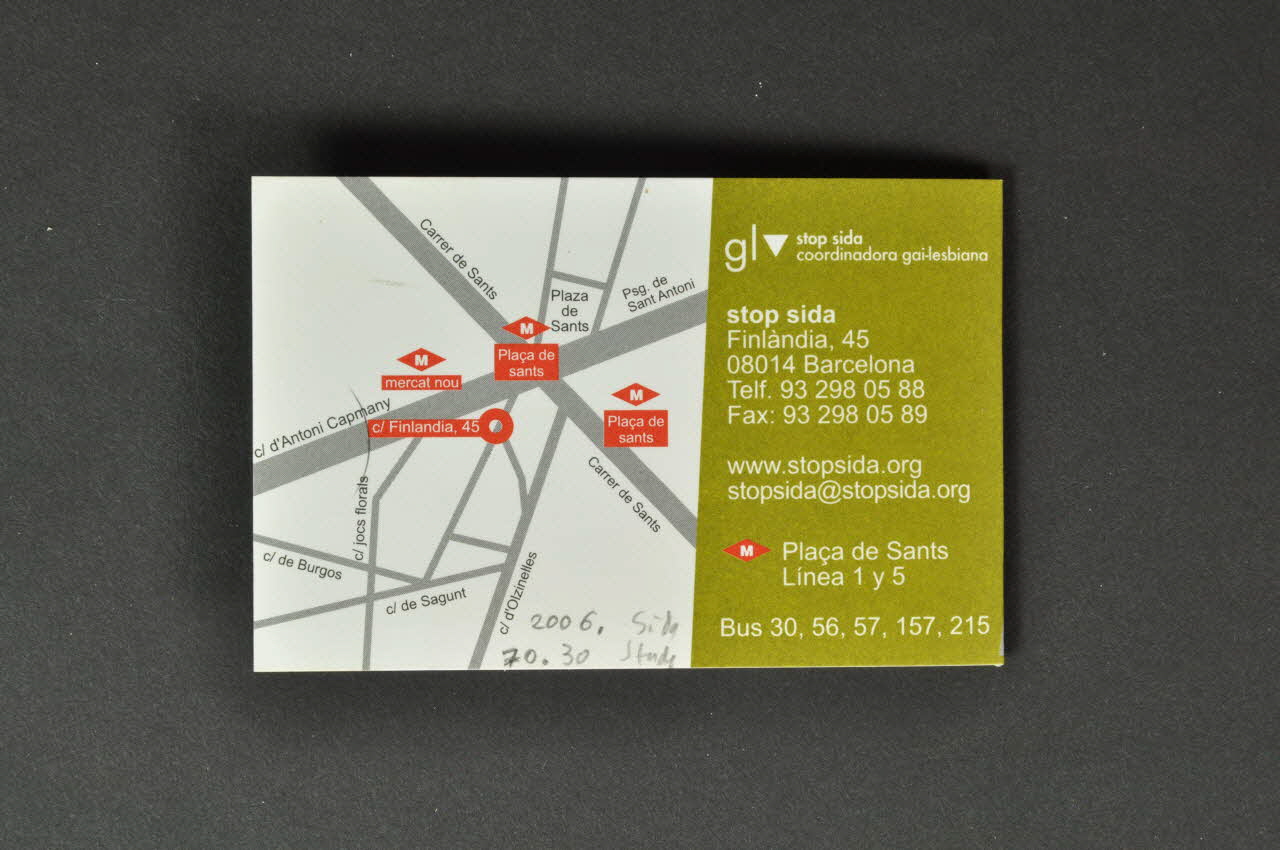 Carrer de Sants
Plaza
de
Sants
Psg. de
Sant Antoni
M
Plaça de
sants
M
mercat nou
M
Plaça de
sants
c/ d'Antoni Capmany
c/ Finlandia, 45
Carrer de Sants
c/ jocs florals
c/ de Burgos
c/ de Sagunt
c/ d'Olzinelles
2006. Sida
70.30
gl
stop sida
coordinadora gai-lesbiana
stop sida
Finlàndia, 45
08014 Barcelona
Telf. 93 298 05 88
Fax: 93 298 05 89
www.stopsida.org
stopsida@stopsida.org
M
Plaça de Sants
Línea 1 y 5
Bus 30, 56, 57, 157, 215